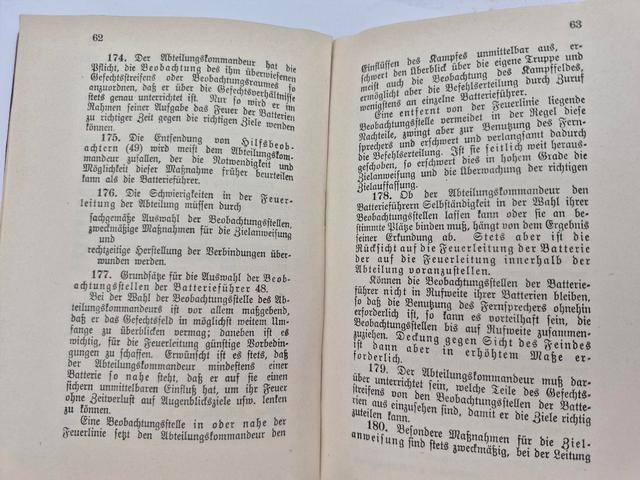 62
174. Der Abteilungskommandeur hat die
Pflicht, die Beobachtung des ihm überwiesenen
Gefechtsstreifens oder Beobachtungsraumes so
anzuordnen, daß er über die Gefechtsverhältnisse
stets genau unterrichtet ist. Nur so wird er im
Rahmen seiner Aufgabe das Feuer der Batterien
zu richtiger Zeit gegen die richtigen Ziele wenden
können.
175. Die Entsendung von Hilfsbeob-
achtern (49) wird meist dem Abteilungskom-
mandeur zufallen, der die Notwendigkeit und
Möglichkeit dieser Maßnahme früher beurteilen
kann als die Batterieführer.
176. Die Schwierigkeiten in der Feuer-
leitung der Abteilung müssen durch
sachgemäße Auswahl der Beobachtungsstellen,
zweckmäßige Maßnahmen für die Zielanweisung
und
rechtzeitige Herstellung der Verbindungen über-
wunden werden.
177. Grundsätze für die Auswahl der Beob-
achtungsstellen der Batterieführer 48.
Bei der Wahl der Beobachtungsstelle des Ab-
teilungskommandeurs ist vor allem maßgebend,
daß er das Gefechtsfeld in möglichst weitem Um-
fange zu überblicken vermag; daneben ist es
wichtig, für die Feuerleitung günstige Vorbedin-
gungen zu schaffen. Erwünscht ist es stets, daß
der Abteilungskommandeur mindestens einer
Batterie so nahe steht, daß er auf sie einen
sichern unmittelbaren Einfluß hat, um ihr Feuer
ohne Zeitverlust auf Augenblicksziele usw. lenken
zu können.
Eine Beobachtungsstelle in oder nahe der
Feuerlinie setzt den Abteilungskommandeur den
63
Einflüssen des Kampfes unmittelbar aus, er-
schwert den Überblick über die eigene Truppe und
meist auch die Beobachtung des Kampffeldes,
ermöglicht aber die Befehlserteilung durch Zuruf
wenigstens an einzelne Batterieführer.
Eine entfernt von der Feuerlinie liegende
Beobachtungsstelle vermeidet in der Regel diese
Nachteile, zwingt aber zur Benutzung des Fern-
sprechers und erschwert und verlangsamt dadurch
die Befehlserteilung. Ist sie seitlich weit heraus-
geschoben, so erschwert dies in hohem Grade die
Zielanweisung und die Überwachung der richtigen
Zielauffassung.
178. Ob der Abteilungskommandeur den
Batterieführern Selbständigkeit in der Wahl ihrer
Beobachtungsstellen lassen kann oder sie an be-
stimmte Plätze binden muß, hängt von dem Ergebnis
seiner Erkundung ab. Stets aber ist die
Rücksicht auf die Feuerleitung der Batterie
der auf die Feuerleitung innerhalb der
Abteilung voranzustellen.
Können die Beobachtungsstellen der Batterie-
führer nicht in Rufweite ihrer Batterien bleiben,
so daß die Benutzung des Fernsprechers ohnehin
erforderlich ist, so kann es vorteilhaft sein, die
Beobachtungsstellen bis auf Rufweite zusammen-
zuziehen. Deckung gegen Sicht des Feindes
ist dann aber in erhöhtem Maße er-
forderlich.
179. Der Abteilungskommandeur muß dar-
über unterrichtet sein, welche Teile des Gefechts-
streifens von den Beobachtungsstellen der Batte-
rien aus einzusehen sind, damit er die Ziele richtig
zuteilen kann.
180. Besondere Maßnahmen für die Ziel-
anweisung sind stets zweckmäßig, bei der Leitung